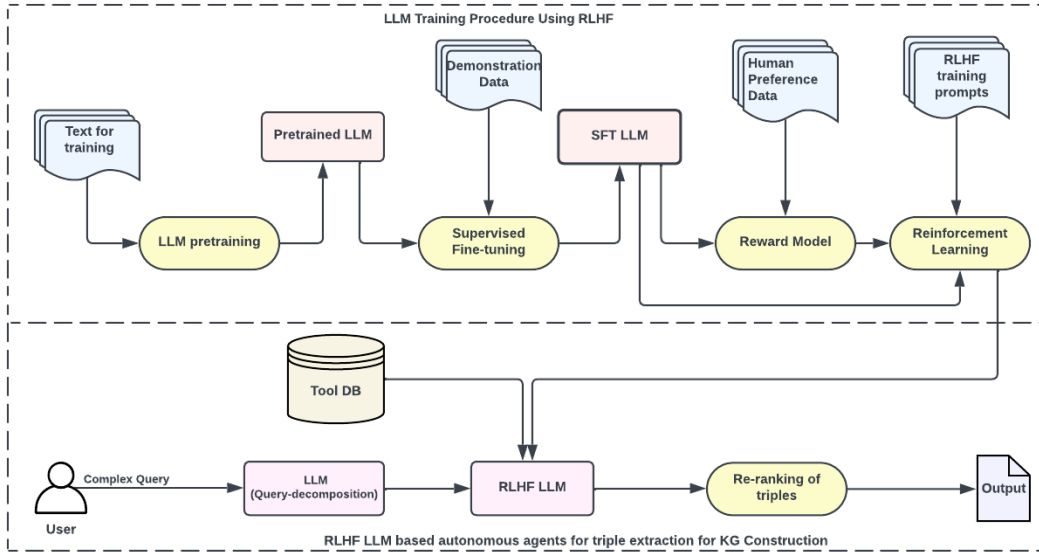 LLM Training Procedure Using RLHF
Text for
training
Pretrained LLM
Demonstration
Data
SFT LLM
Human
Preference
Data
RLHF
training
prompts
LLM pretraining
Supervised
Fine-tuning
Reward Model
Reinforcement
Learning
Tool DB
Complex Query
User
LLM
(Query-decomposition)
RLHF LLM
Re-ranking of
triples
Output
RLHF LLM based autonomous agents for triple extraction for KG Construction